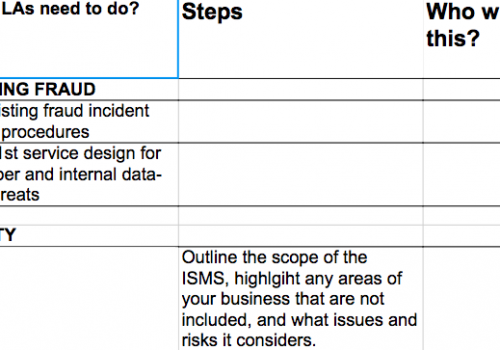 LAs need to do?
Steps
Who w
this?
ING FRAUD
isting fraud incident
procedures
1st service design for
ber and internal data-
reats
TY
Outline the scope of the
ISMS, highlgiht any areas of
your business that are not
included, and what issues and
risks it considers.